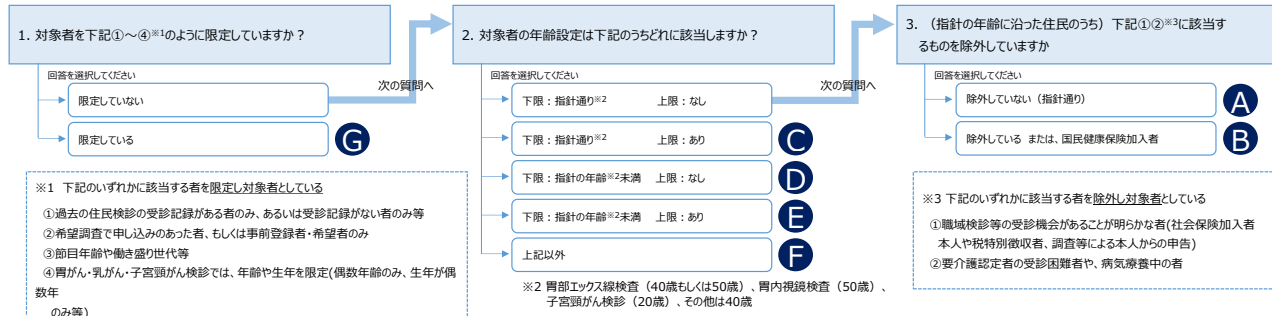 1. 対象者を下記①～④※1のように限定していますか？
回答を選択してください
限定していない
次の質問へ
限定している
G
※1　下記のいずれかに該当する者を限定し対象者としている
①過去の住民検診の受診記録がある者のみ、あるいは受診記録がない者のみ等
②希望調査で申し込みのあった者、もしくは事前登録者・希望者のみ
③節目年齢や働き盛り世代等
④胃がん・乳がん・子宮頸がん検診では、年齢や生年を限定(偶数年齢のみ、生年が偶
数年
のみ等)
2. 対象者の年齢設定は下記のうちどれに該当しますか？
回答を選択してください
下限：指針通り※2　上限：なし
次の質問へ
下限：指針通り※2　上限：あり
C
下限：指針の年齢※2未満　上限：なし
D
下限：指針の年齢※2未満　上限：あり
E
上記以外
F
※2 胃部エックス線検査（40歳もしくは50歳）、胃内視鏡検査（50歳）、
子宮頸がん検診（20歳）、その他は40歳
3. （指針の年齢に沿った住民のうち）下記①②※3に該当す
るものを除外していますか
回答を選択してください
除外していない（指針通り）
A
除外している または、国民健康保険加入者
B
※3 下記のいずれかに該当する者を除外し対象者としている
①職域検診等の受診機会があることが明らかな者(社会保険加入者
本人や税特別徴収者、調査等による本人からの申告)
②要介護認定者の受診困難者や、病気療養中の者